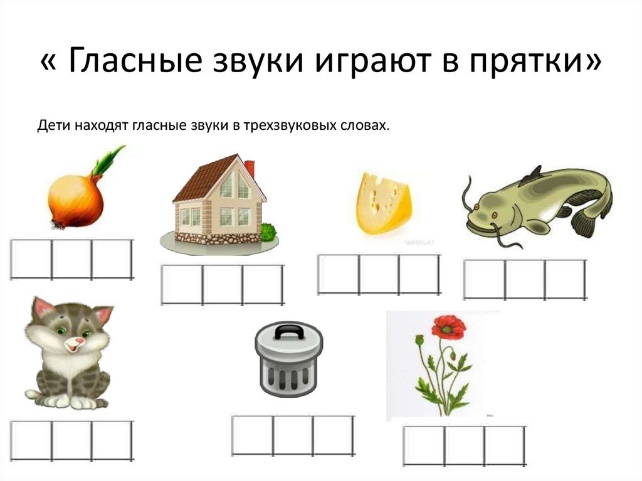 « Гласные звуки играют в прятки»
Дети находят гласные звуки в трехзвуковых словах.